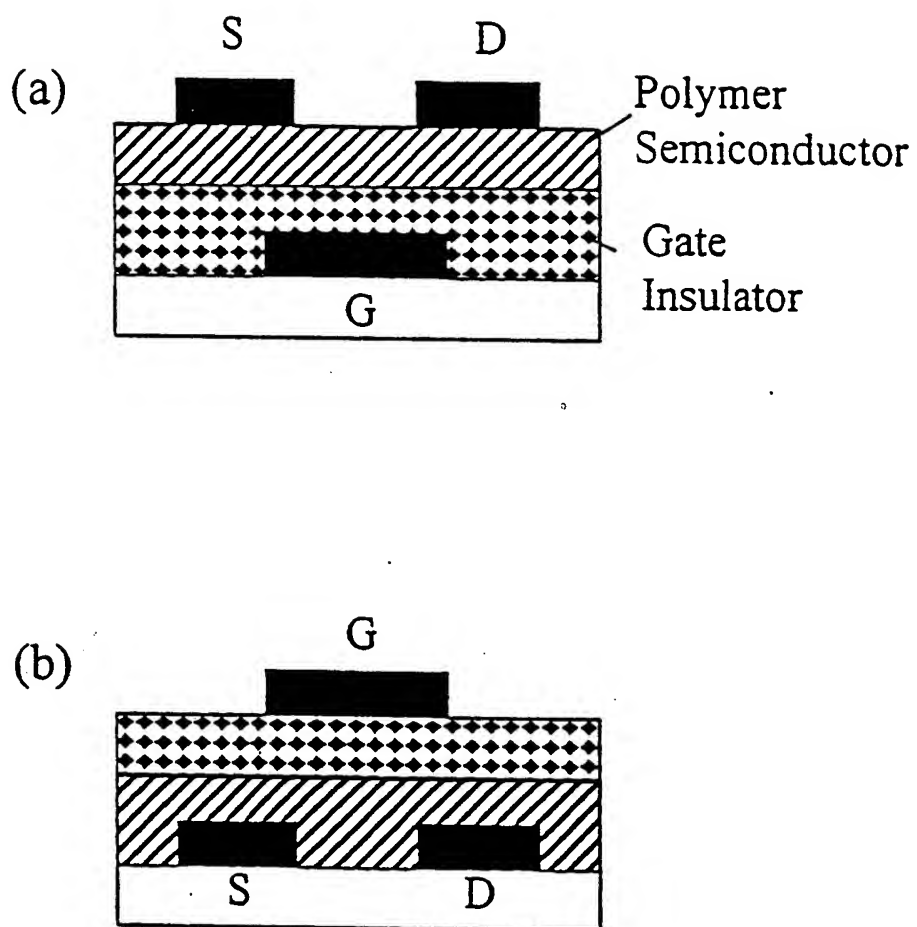 S D
(a)
Polymer
Semiconductor
Gate
Insulator
G
G
(b)
S D